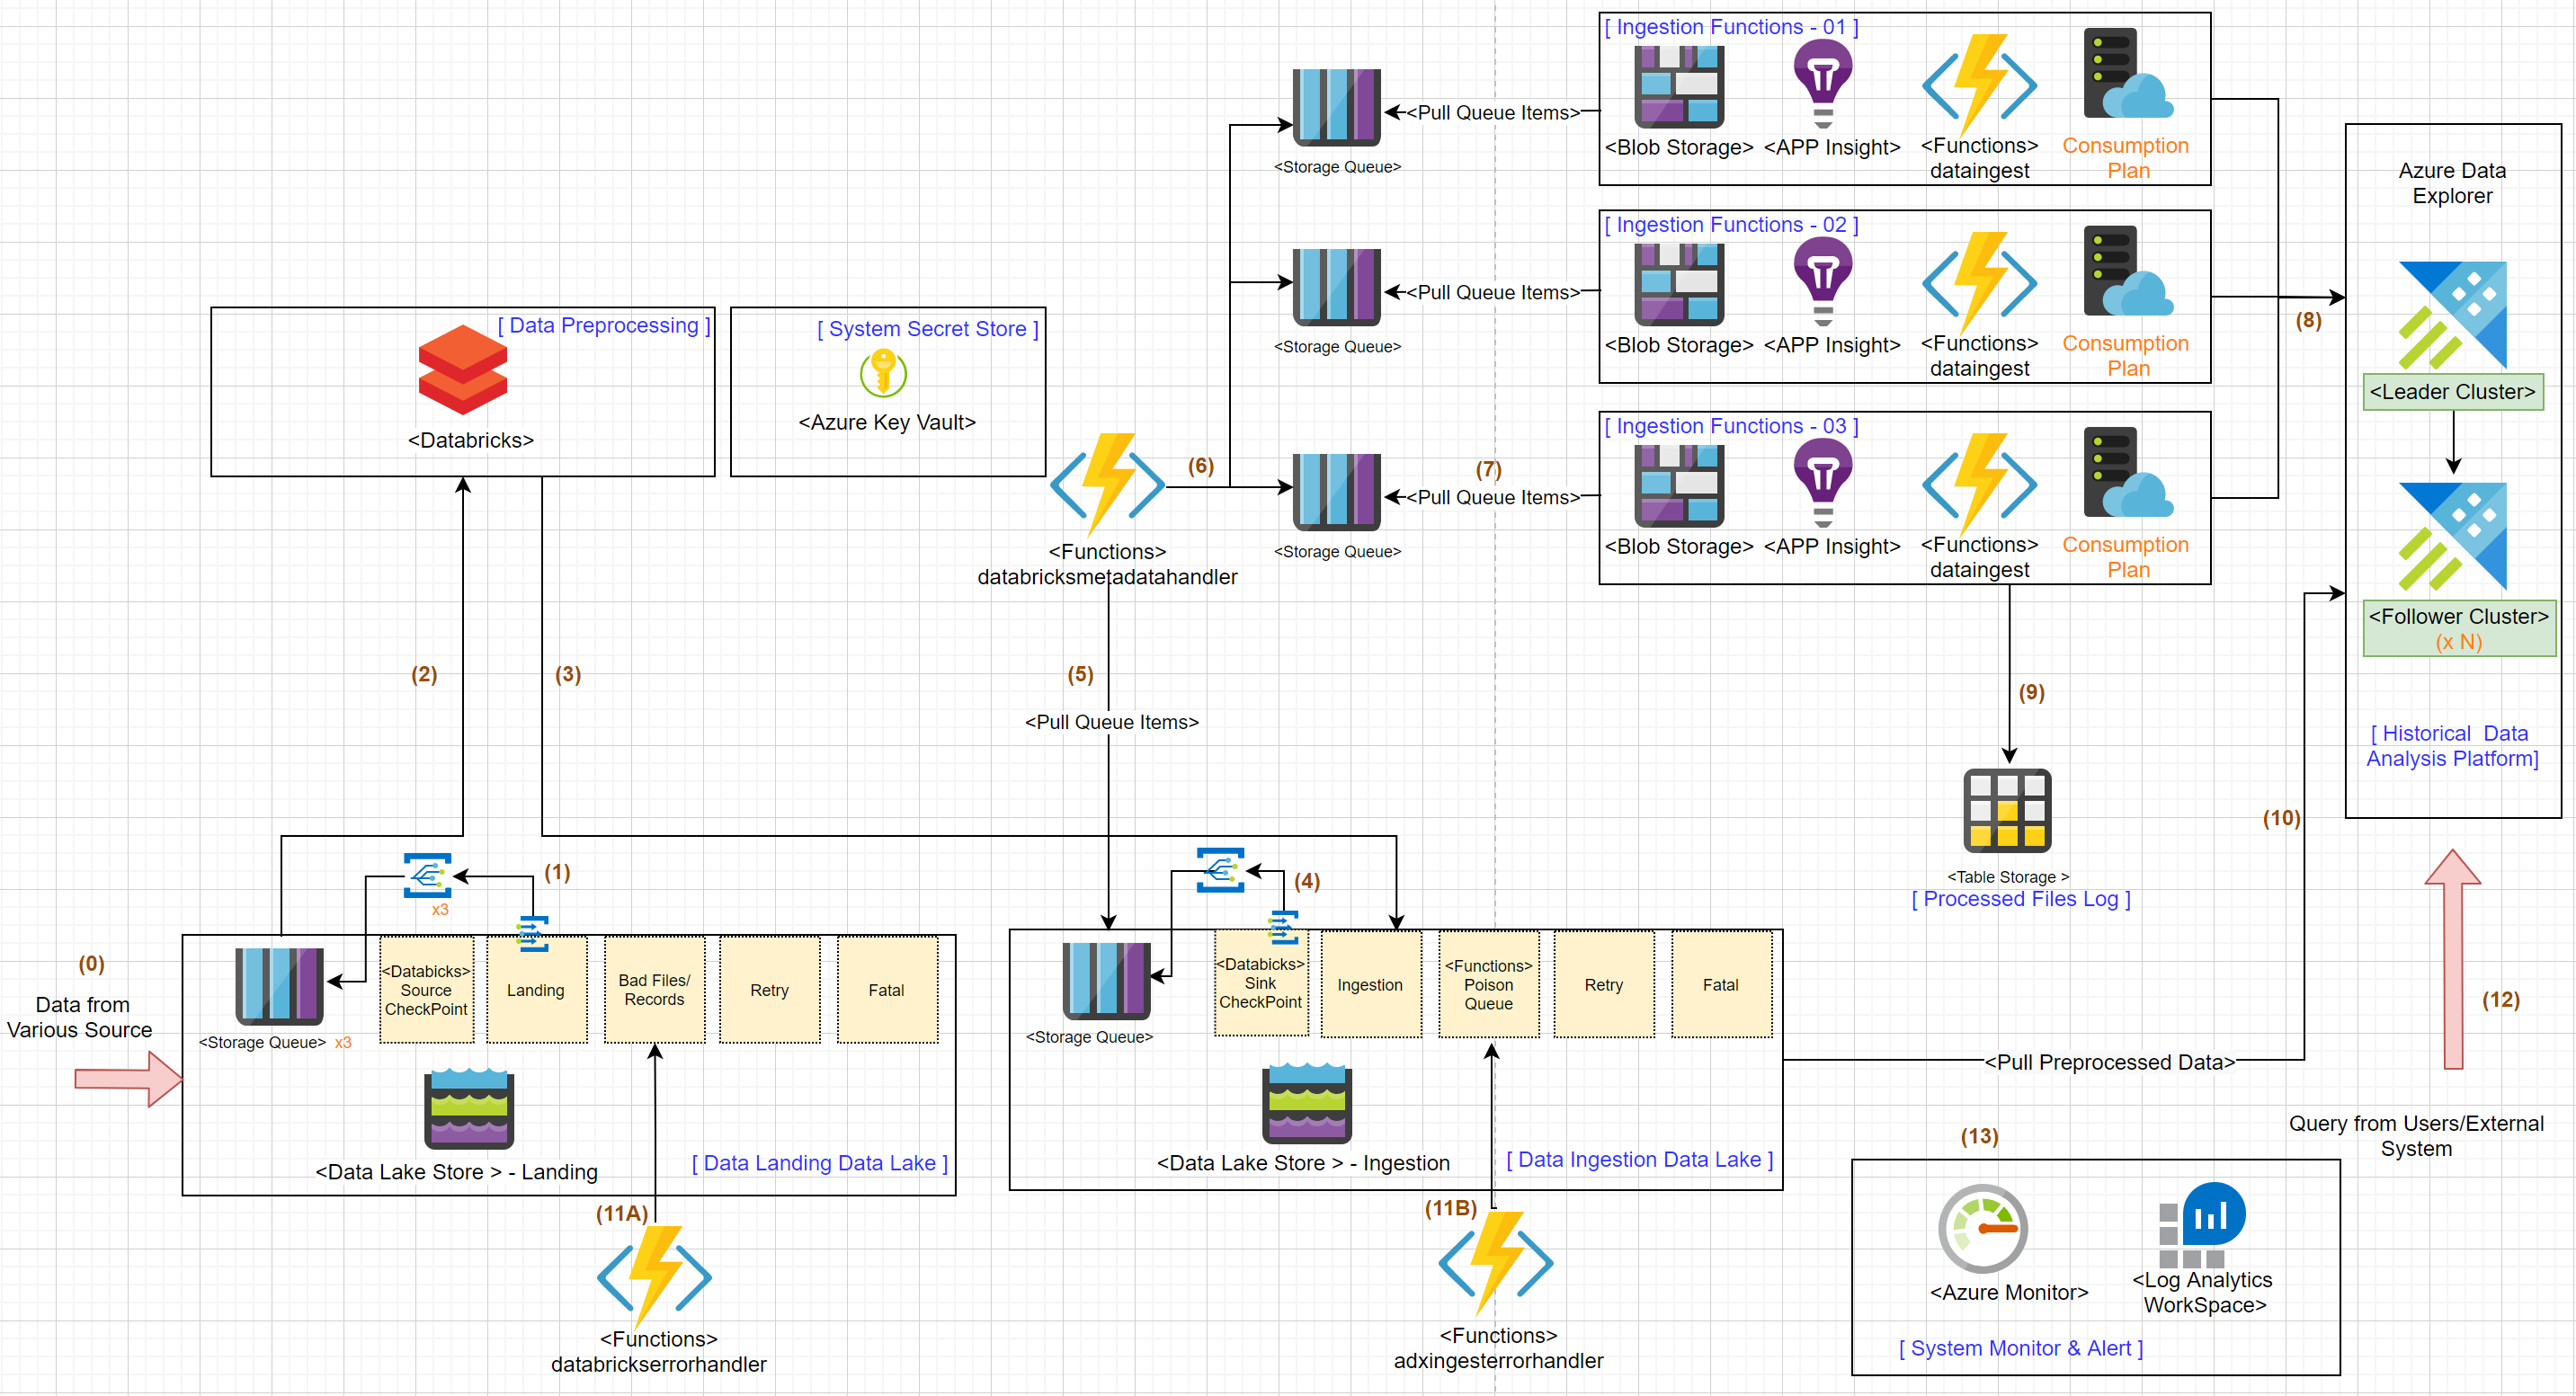 [ Ingestion Functions - 01 ]
<Pull Queue Items>
<Storage Queue>
<Blob Storage>
<APP Insight>
<Functions>
dataingest
Consumption
Plan
[ Ingestion Functions - 02 ]
<Pull Queue Items>
<Storage Queue>
<Blob Storage>
<APP Insight>
<Functions>
dataingest
Consumption
Plan
[ Ingestion Functions - 03 ]
(7)
<Pull Queue Items>
<Storage Queue>
<Blob Storage>
<APP Insight>
<Functions>
dataingest
Consumption
Plan
(8)
Azure Data
Explorer
<Leader Cluster>
<Follower Cluster>
(x N)
[ Historical Data
Analysis Platform]
[ Data Preprocessing ]
<Databricks>
[ System Secret Store ]
<Azure Key Vault>
(6)
<Functions>
databricksmetadatahandler
(2)
(3)
(5)
<Pull Queue Items>
(9)
<Table Storage >
[ Processed Files Log ]
(10)
(1)
x3
(4)
(0)
Data from
Various Source
<Storage Queue> x3
<Databicks>
Source
CheckPoint
Landing
Bad Files/
Records
Retry
Fatal
<Data Lake Store > - Landing
[ Data Landing Data Lake ]
<Storage Queue>
<Databicks>
Sink
CheckPoint
Ingestion
<Functions>
Poison
Queue
Retry
Fatal
<Data Lake Store > - Ingestion
[ Data Ingestion Data Lake ]
<Pull Preprocessed Data>
(12)
Query from Users/External
System
(11A)
<Functions>
databrickserrorhandler
(11B)
<Functions>
adxingesterrorhandler
(13)
<Azure Monitor>
<Log Analytics
WorkSpace>
[ System Monitor & Alert ]